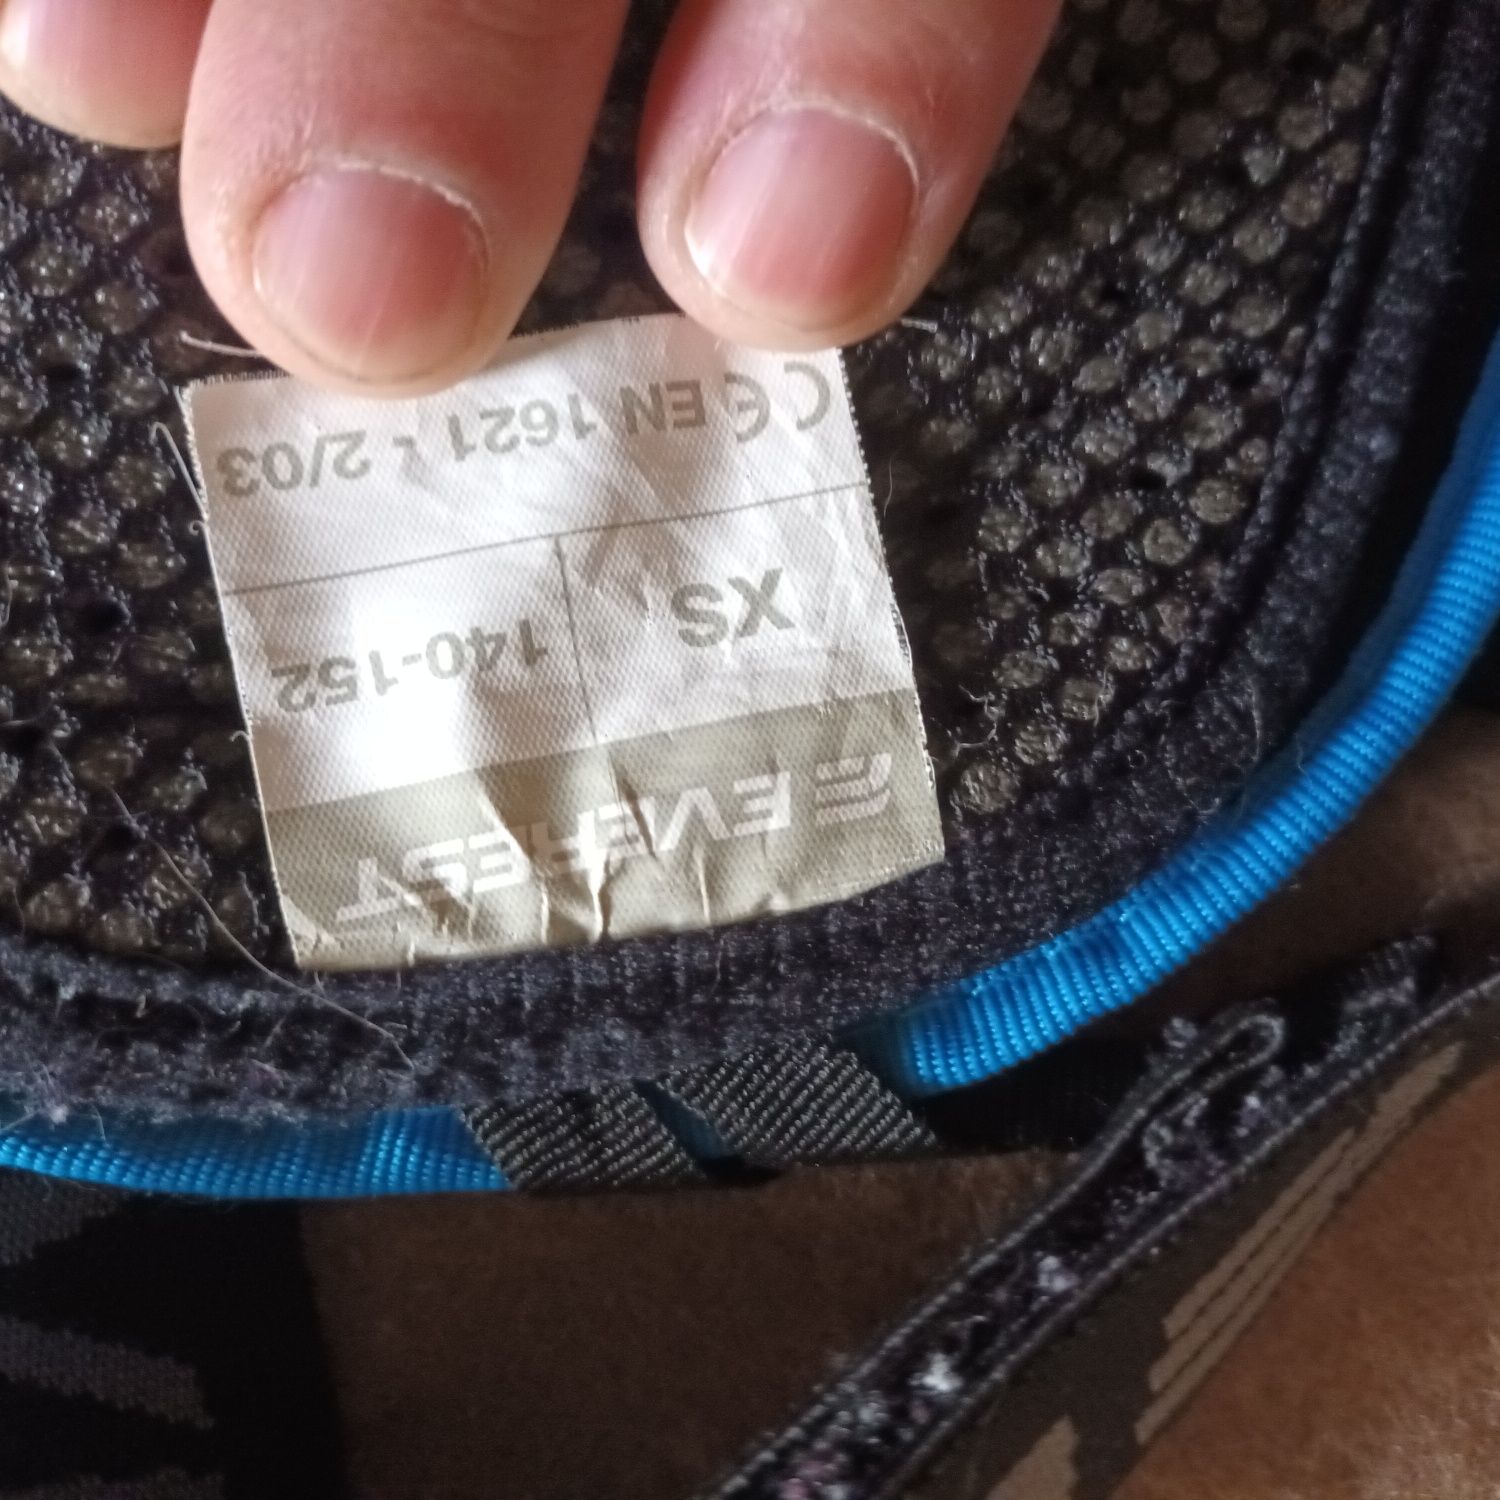 EVEREST
XS 140-152
CE EN 1621 - 2/03